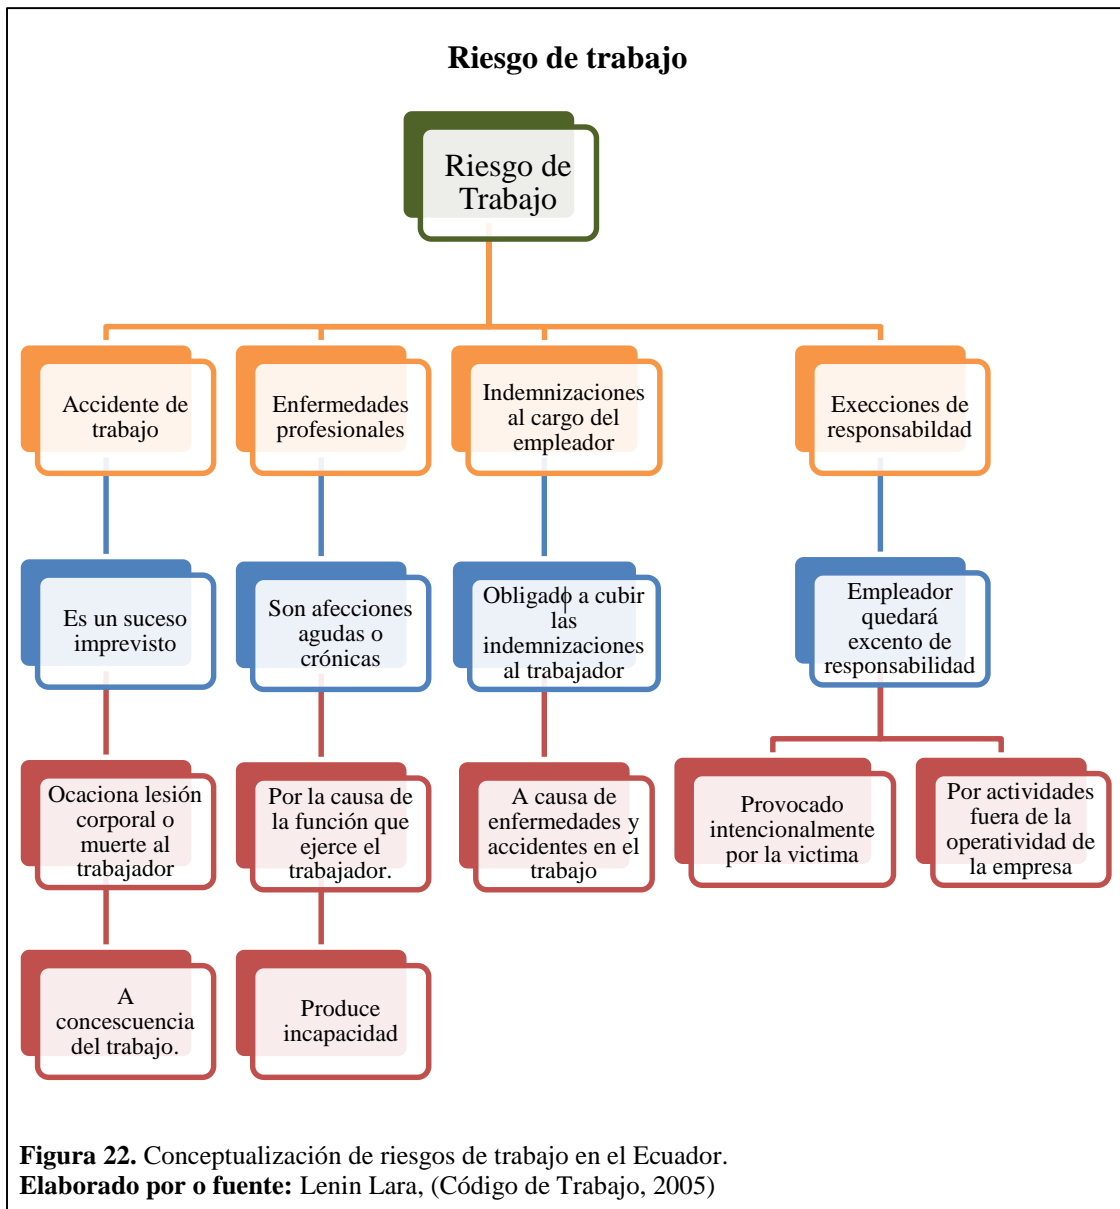 Riesgo de trabajo
Riesgo de
Trabajo
Accidente de
trabajo
Enfermedades
profesionales
Indemnizaciones
al cargo del
empleador
Execciones de
responsabildad
Es un suceso
imprevisto
Son afecciones
agudas o
crónicas
Obligado a cubir
las
indemnizaciones
al trabajador
Empleador
quedará
excento de
responsabilidad
Ocaciona lesión
corporal o
muerte al
trabajador
Por la causa de
la función que
ejerce el
trabajador.
A causa de
enfermedades y
accidentes en el
trabajo
Provocado
intencionalmente
por la victima
Por actividades
fuera de la
operatividad de
la empresa
A
concescuencia
del trabajo.
Produce
incapacidad
Figura 22. Conceptualización de riesgos de trabajo en el Ecuador.
Elaborado por o fuente: Lenin Lara, (Código de Trabajo, 2005)